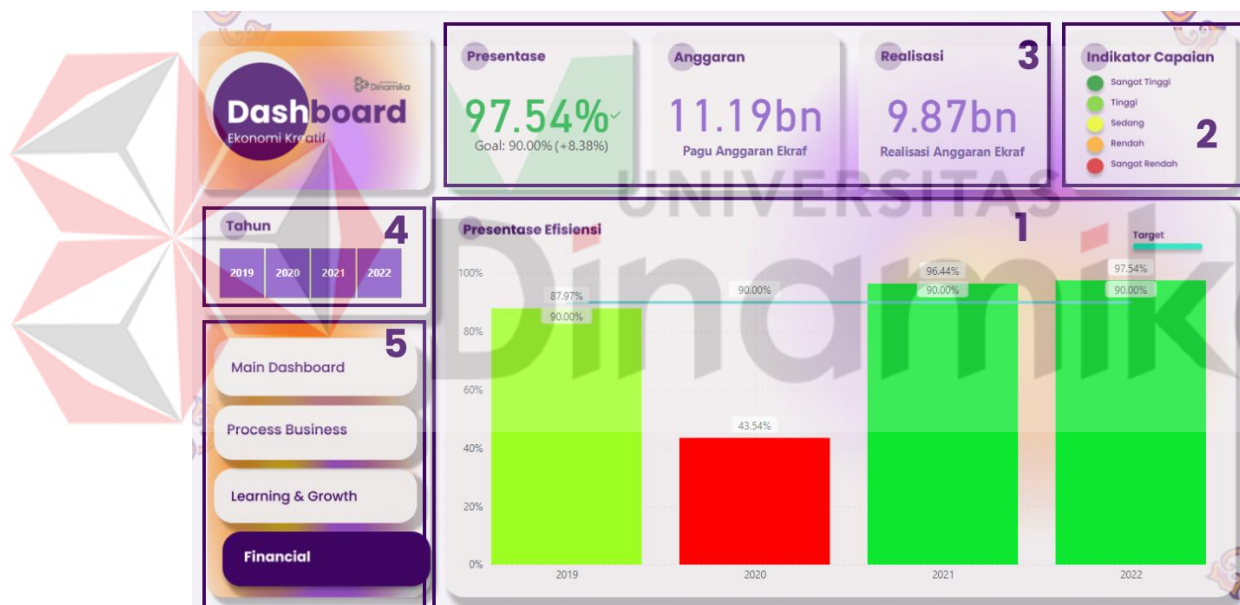 Dinamika
Dashboard
Ekonomi Kreatif
Presentase
97.54%
Goal: 90.00% (+8.38%)
Anggaran
11.19bn
Pagu Anggaran Ekraf
Realisasi
9.87bn
Realisasi Anggaran Ekraf
3
Indikator Capaian
Sangat Tinggi
Tinggi
Sedang
Rendah
Sangat Rendah
2
UNIVERSITAS
Dinamika
Tahun
4
2019 2020 2021 2022
5
Main Dashboard
Process Business
Learning & Growth
Financial
Presentase Efisiensi
1
Target
100%
80%
60%
40%
20%
0%
87.97%
90.00%
90.00%
43.54%
96.44%
90.00%
97.54%
90.00%
2019 2020 2021 2022